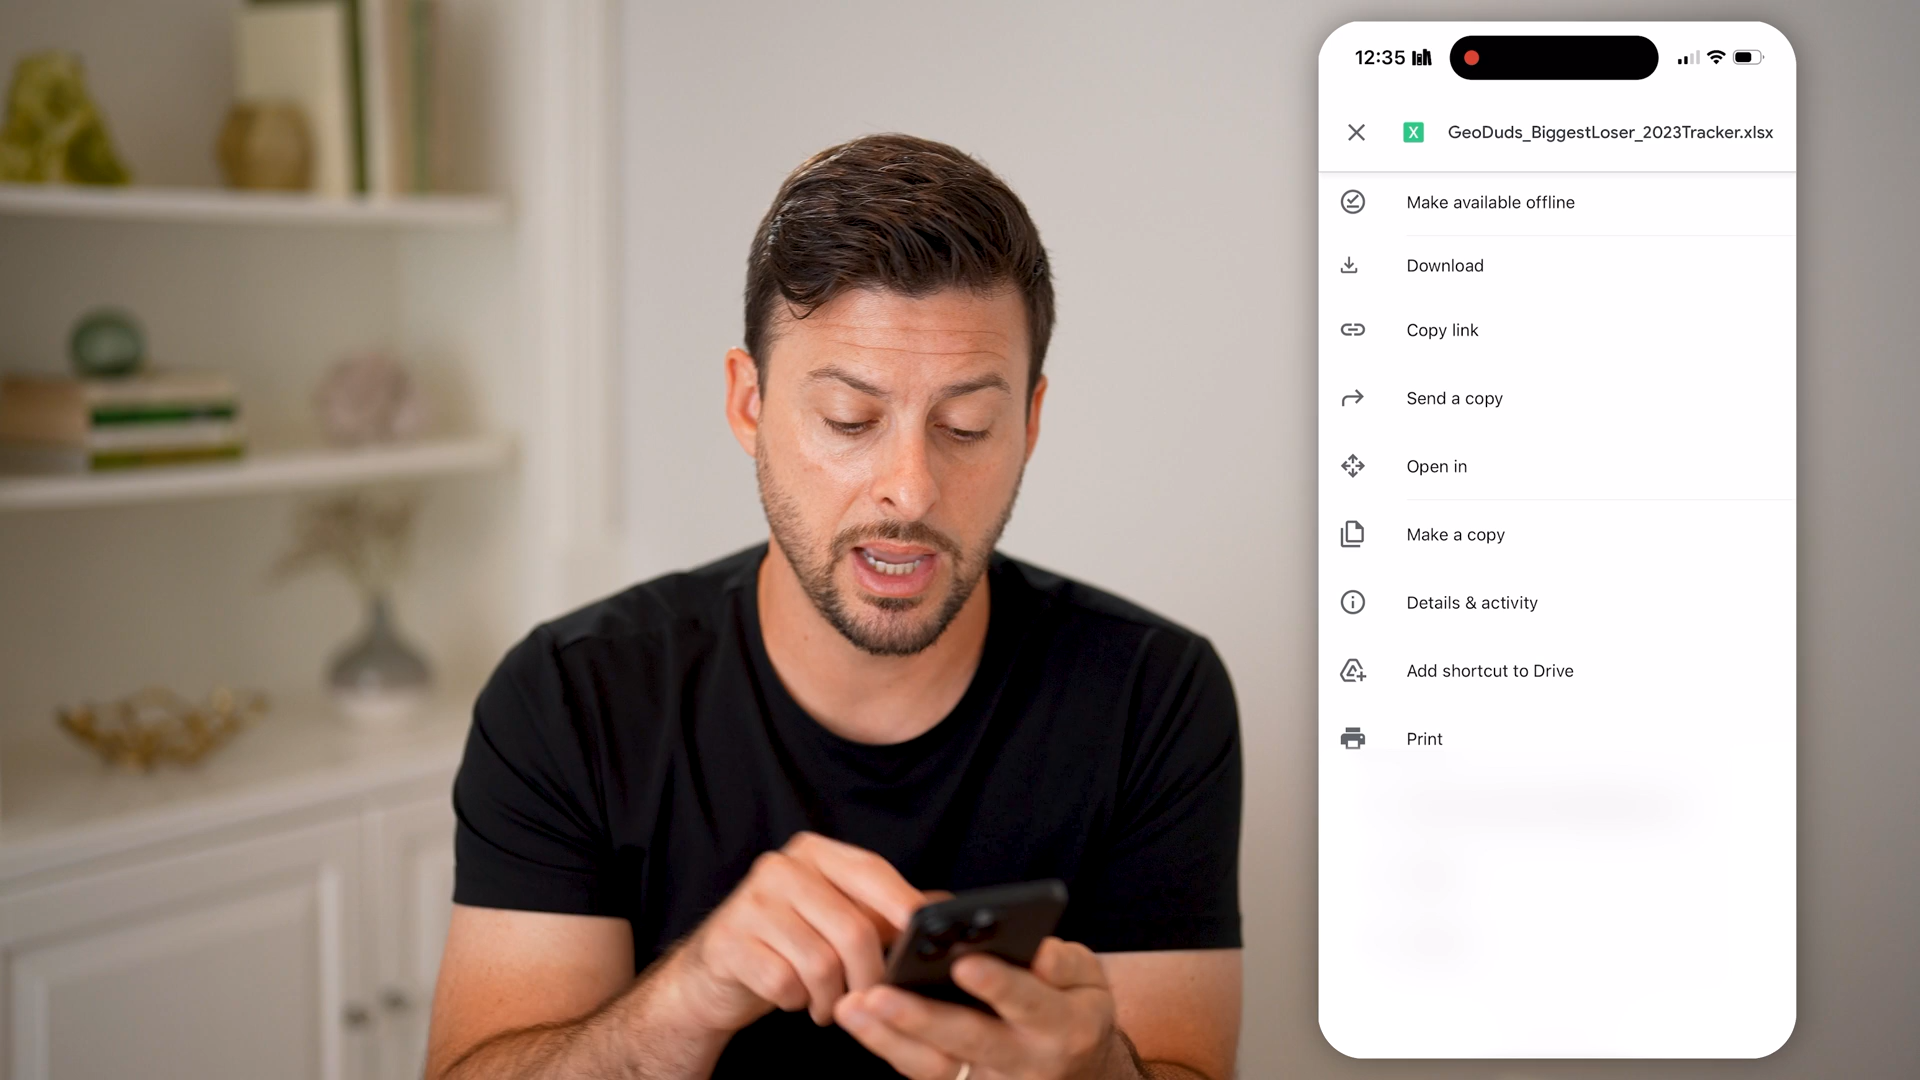 12:35
X GeoDuds_BiggestLoser_2023Tracker.xlsx
Make available offline
Download
Copy link
Send a copy
Open in
Make a copy
Details & activity
Add shortcut to Drive
Print